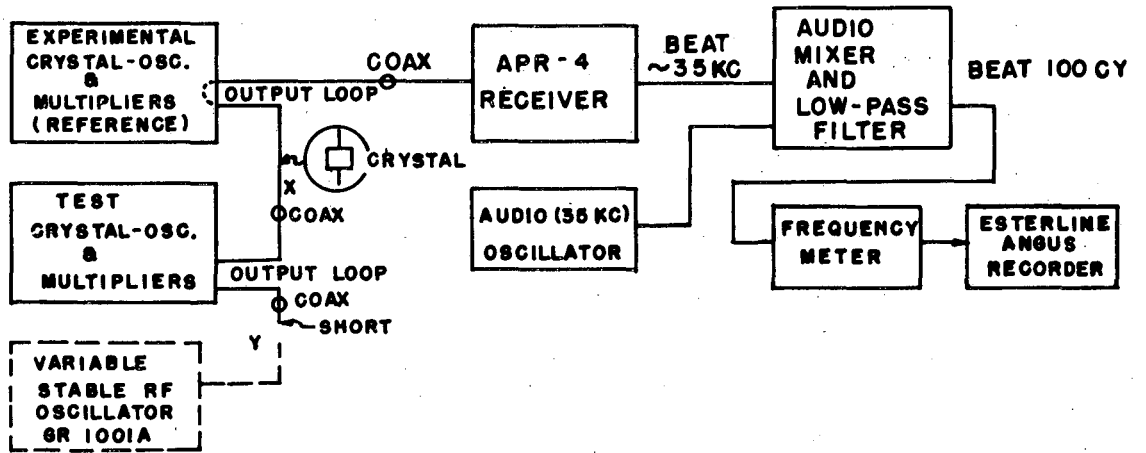 EXPERIMENTAL
CRYSTAL-OSC.
&
MULTIPLIERS
(REFERENCE)
OUTPUT LOOP
COAX
APR-4
RECEIVER
BEAT
~35KC
AUDIO
MIXER
AND
LOW-PASS
FILTER
BEAT 100 CY
CRYSTAL
X
COAX
TEST
CRYSTAL-OSC.
&
MULTIPLIERS
OUTPUT LOOP
COAX
SHORT
Y
AUDIO (35 KC)
OSCILLATOR
FREQUENCY
METER
ESTERLINE
ANGUS
RECORDER
VARIABLE
STABLE RF
OSCILLATOR
GR 1001A